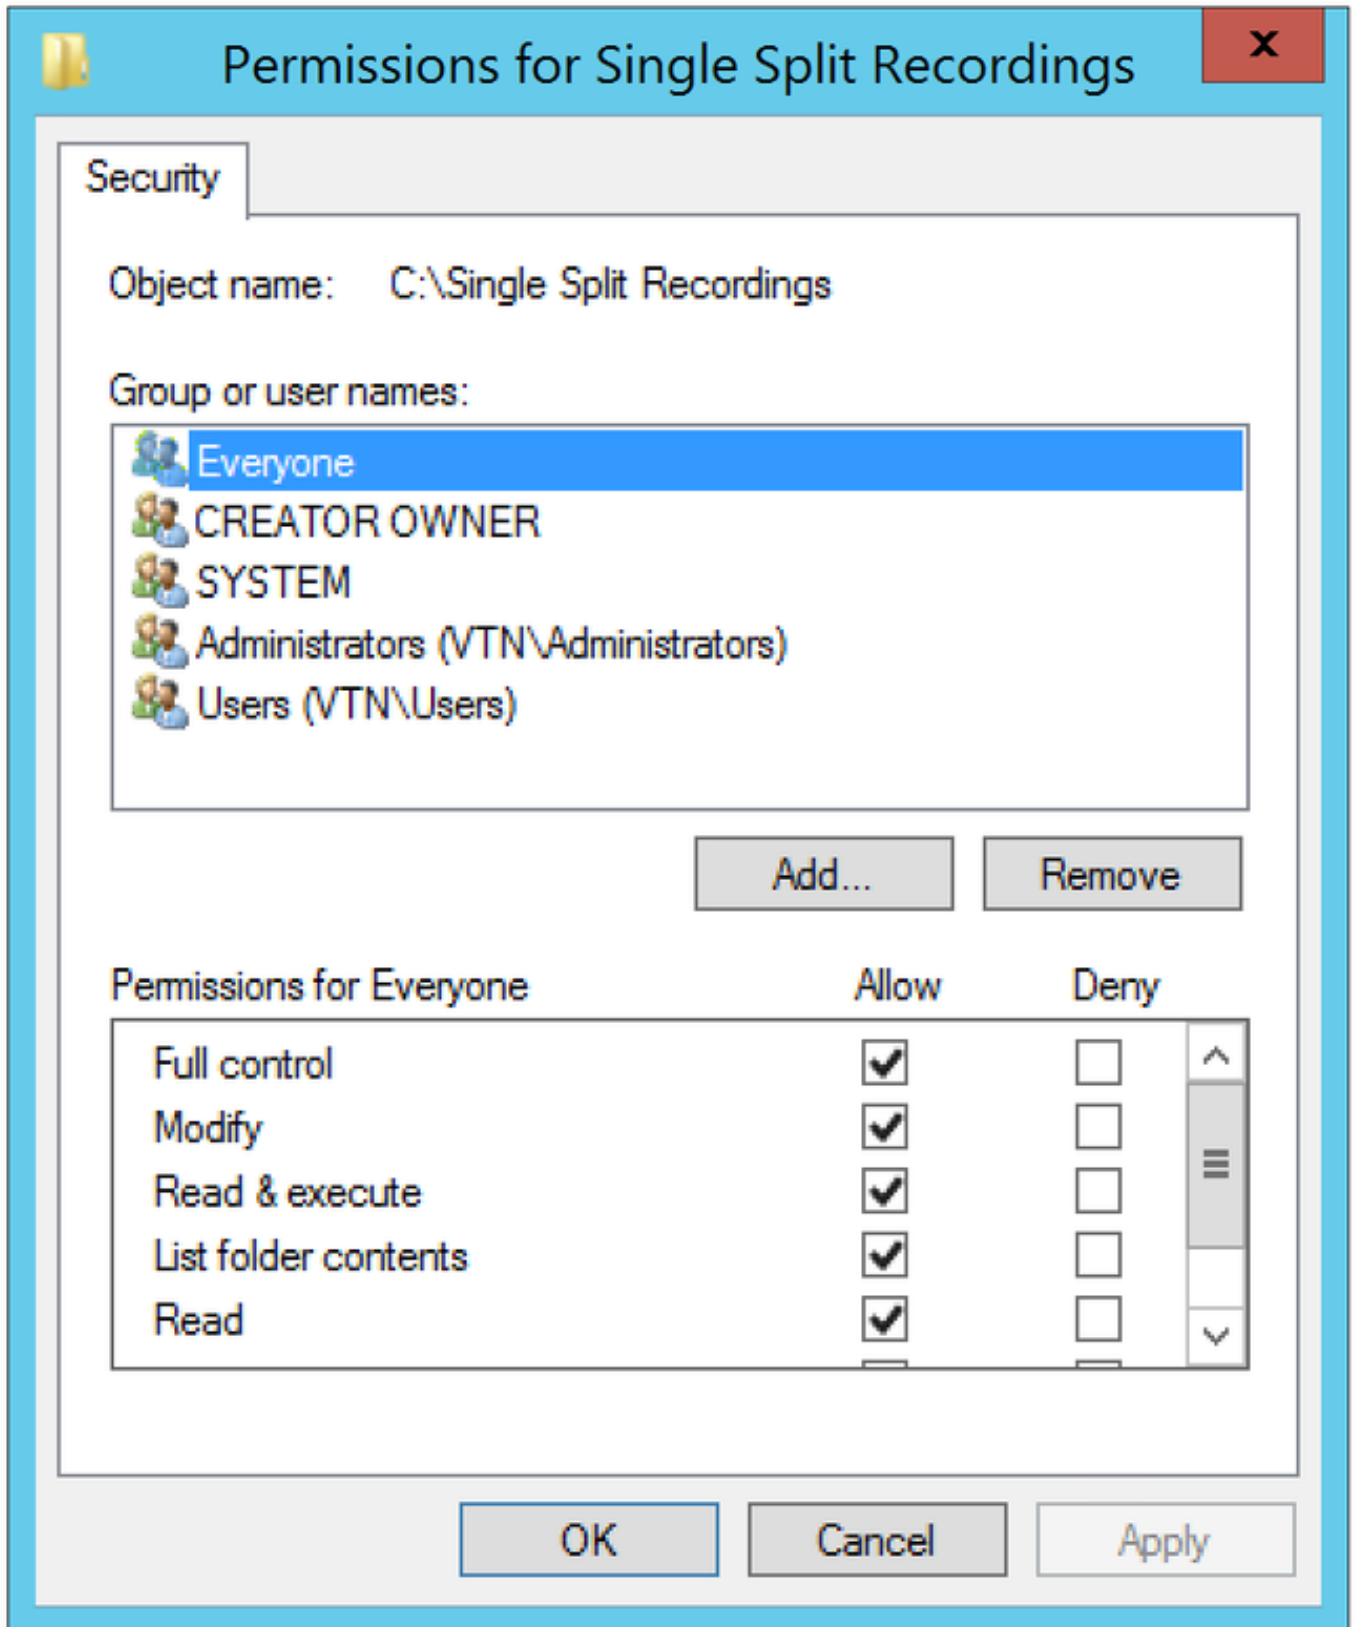 Permissions for Single Split Recordings
x
Security
Object name: C:\Single Split Recordings
Group or user names:
Everyone
CREATOR OWNER
SYSTEM
Administrators (VTN\Administrators)
Users (VTN\Users)
Add... Remove
Permissions for Everyone Allow Deny
Full control
Modify
Read & execute
List folder contents
Read
OK Cancel Apply